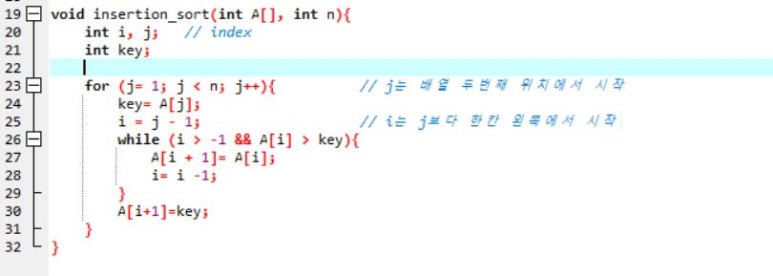 19 void insertion_sort(int A[], int n){
20 int i, j; // index
21 int key;
22
23 for (j= 1; j < n; j++){ // j는 배열 두번째 위치에서 시작
24 key= A[j];
25 i = j - 1; // i는 j보다 한칸 왼쪽에서 시작
26 while (i > -1 && A[i] > key){
27 A[i + 1]= A[i];
28 i= i -1;
29 }
30 A[i+1]=key;
31 }
32 }